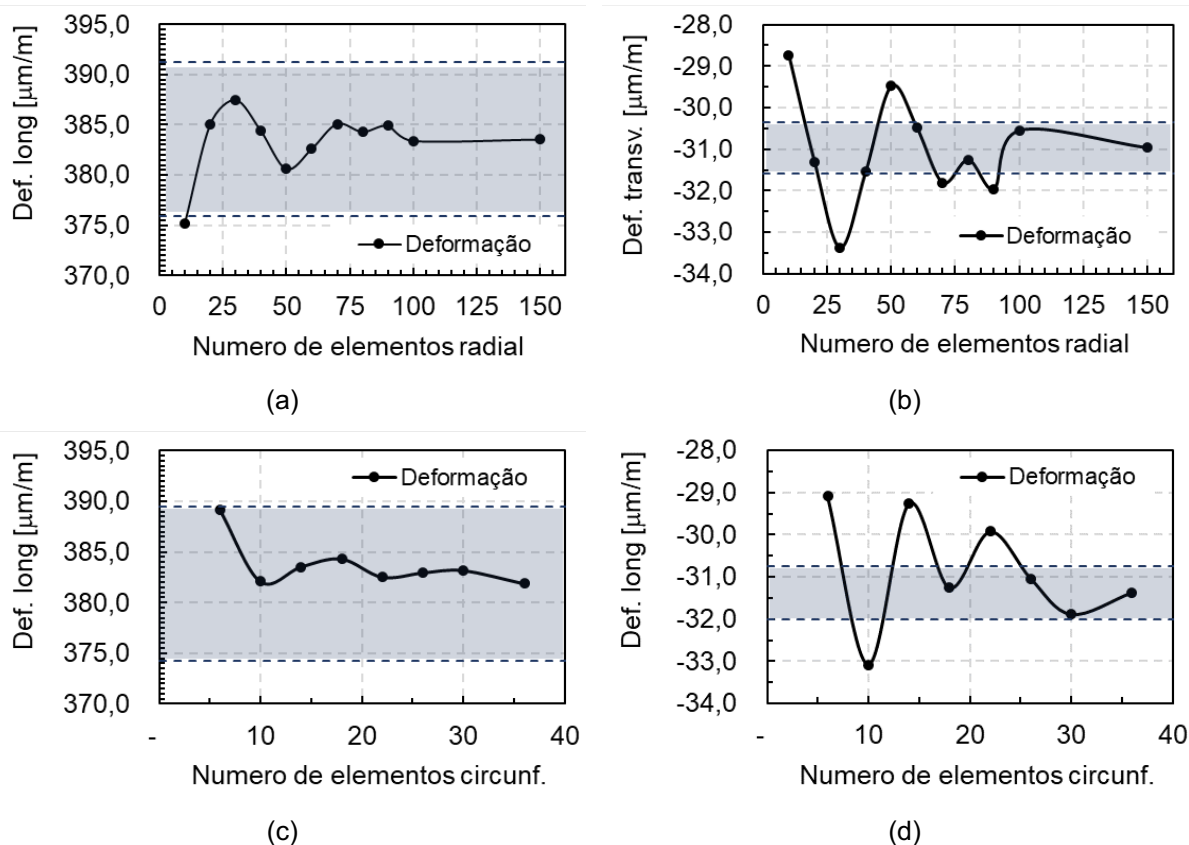 Def. long [µm/m]
395,0
390,0
385,0
380,0
375,0
370,0
Deformação
0 25 50 75 100 125 150
Numero de elementos radial
(a)
Def. transv. [µm/m]
-28,0
-29,0
-30,0
-31,0
-32,0
-33,0
-34,0
Deformação
0 25 50 75 100 125 150
Numero de elementos radial
(b)
Def. long [µm/m]
395,0
390,0
385,0
380,0
375,0
370,0
Deformação
- 10 20 30 40
Numero de elementos circunf.
(c)
Def. long [µm/m]
-28,0
-29,0
-30,0
-31,0
-32,0
-33,0
-34,0
Deformação
- 10 20 30 40
Numero de elementos circunf.
(d)